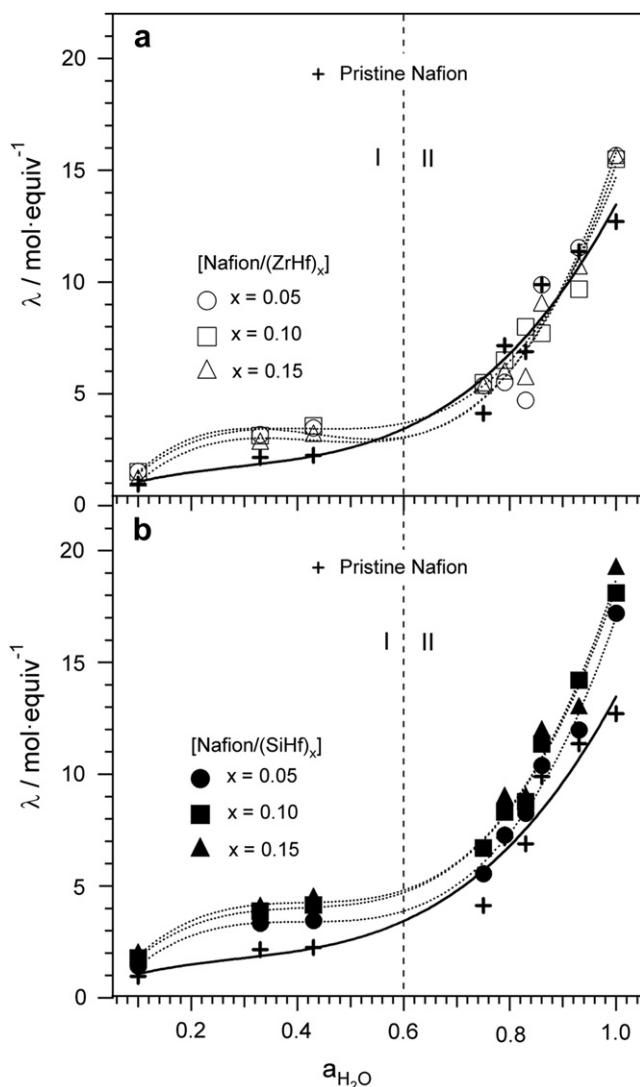 a
20
15
10
5
0
λ / mol·equiv⁻¹
+ Pristine Nafion
I II
[Nafion/(ZrHf)ₓ]
x = 0.05
x = 0.10
x = 0.15
b
20
15
10
5
0
λ / mol·equiv⁻¹
+ Pristine Nafion
I II
[Nafion/(SiHf)ₓ]
x = 0.05
x = 0.10
x = 0.15
0.2 0.4 0.6 0.8 1.0
a_H₂O